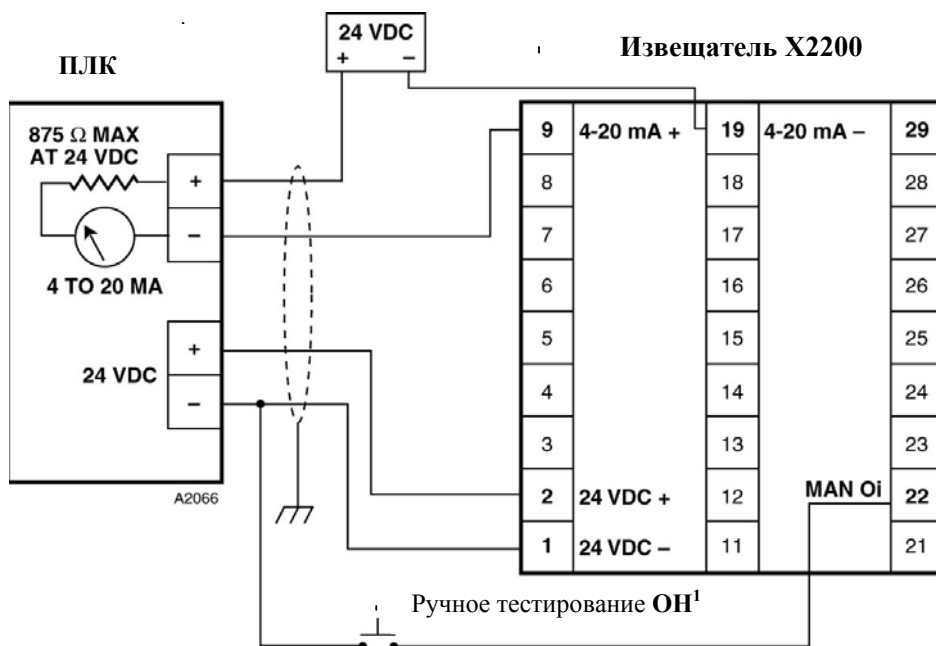 24 VDC
+ −
ПЛК
Извещатель X2200
875 Ω MAX
AT 24 VDC
+
−
4 TO 20 MA
24 VDC
+
−
A2066
9 4-20 mA + 19 4-20 mA − 29
8 18 28
7 17 27
6 16 26
5 15 25
4 14 24
3 13 23
2 24 VDC + 12 MAN Oi 22
1 24 VDC − 11 21
Ручное тестирование ОН¹